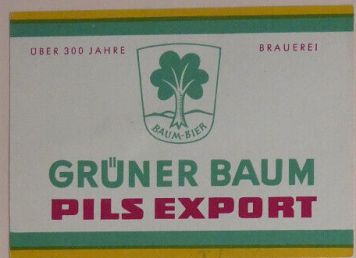 ÜBER 300 JAHRE
BRAUEREI
BAUM-BIER
GRÜNER BAUM
PILS EXPORT